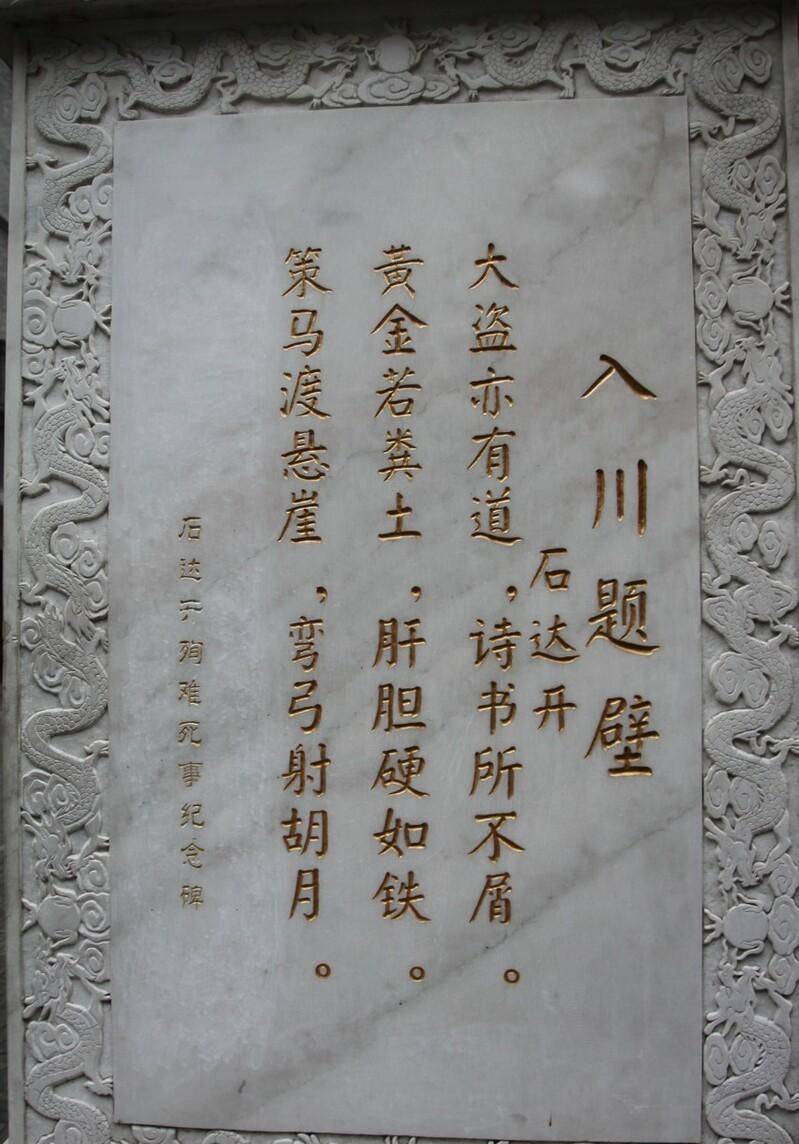 入川题壁
石达开
大盗亦有道，诗书所不屑。
黃金若粪土，肝胆硬如铁。
策马渡悬崖，弯弓射胡月。
石达开殉难死事纪念碑